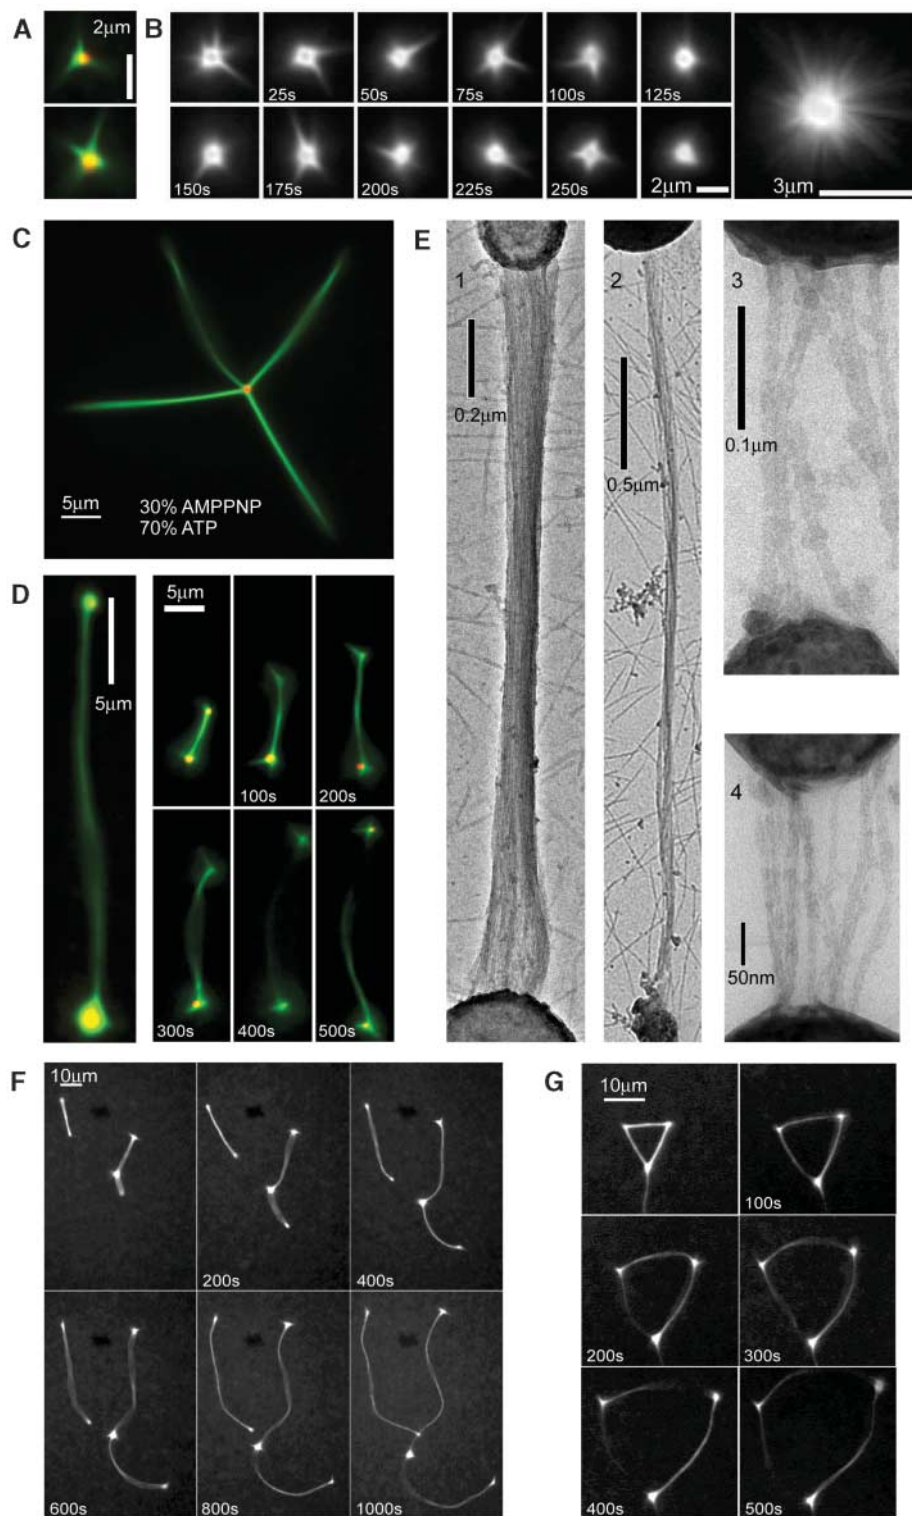 A
2μm
B
25s
50s
75s
100s
125s
150s
175s
200s
225s
250s
2μm
3μm
C
5μm
30% AMPPNP
70% ATP
D
5μm
5μm
100s
200s
300s
400s
500s
E
1
0.2μm
2
0.5μm
3
0.1μm
4
50nm
F
10μm
200s
400s
600s
800s
1000s
G
10μm
100s
200s
300s
400s
500s